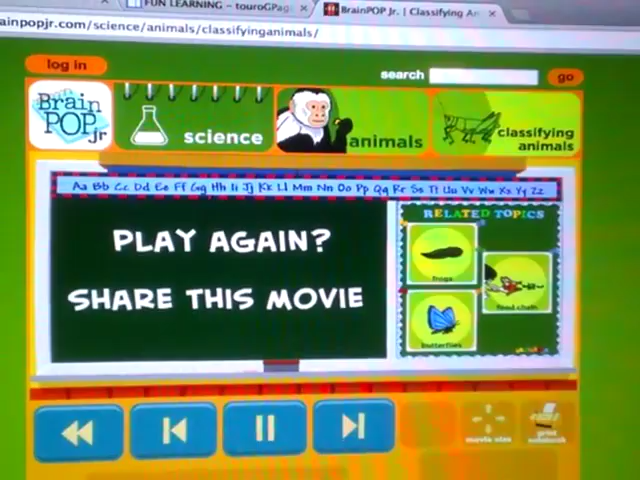 FUN LEARNING - touroGPagi
BrainPOP Jr. | Classifying An
ainpopjr.com/science/animals/classifyinganimals/
log in
search
go
Brain POP jr
science
animals
classifying animals
Aa Bb Cc Dd Ee Ff Gg Hh Ii Jj Kk Ll Mm Nn Oo Pp Qq Rr Ss Tt Uu Vv Ww Xx Yy Zz
RELATED TOPICS
PLAY AGAIN?
SHARE THIS MOVIE
frogs
food chain
butterflies
movie size
print notebook